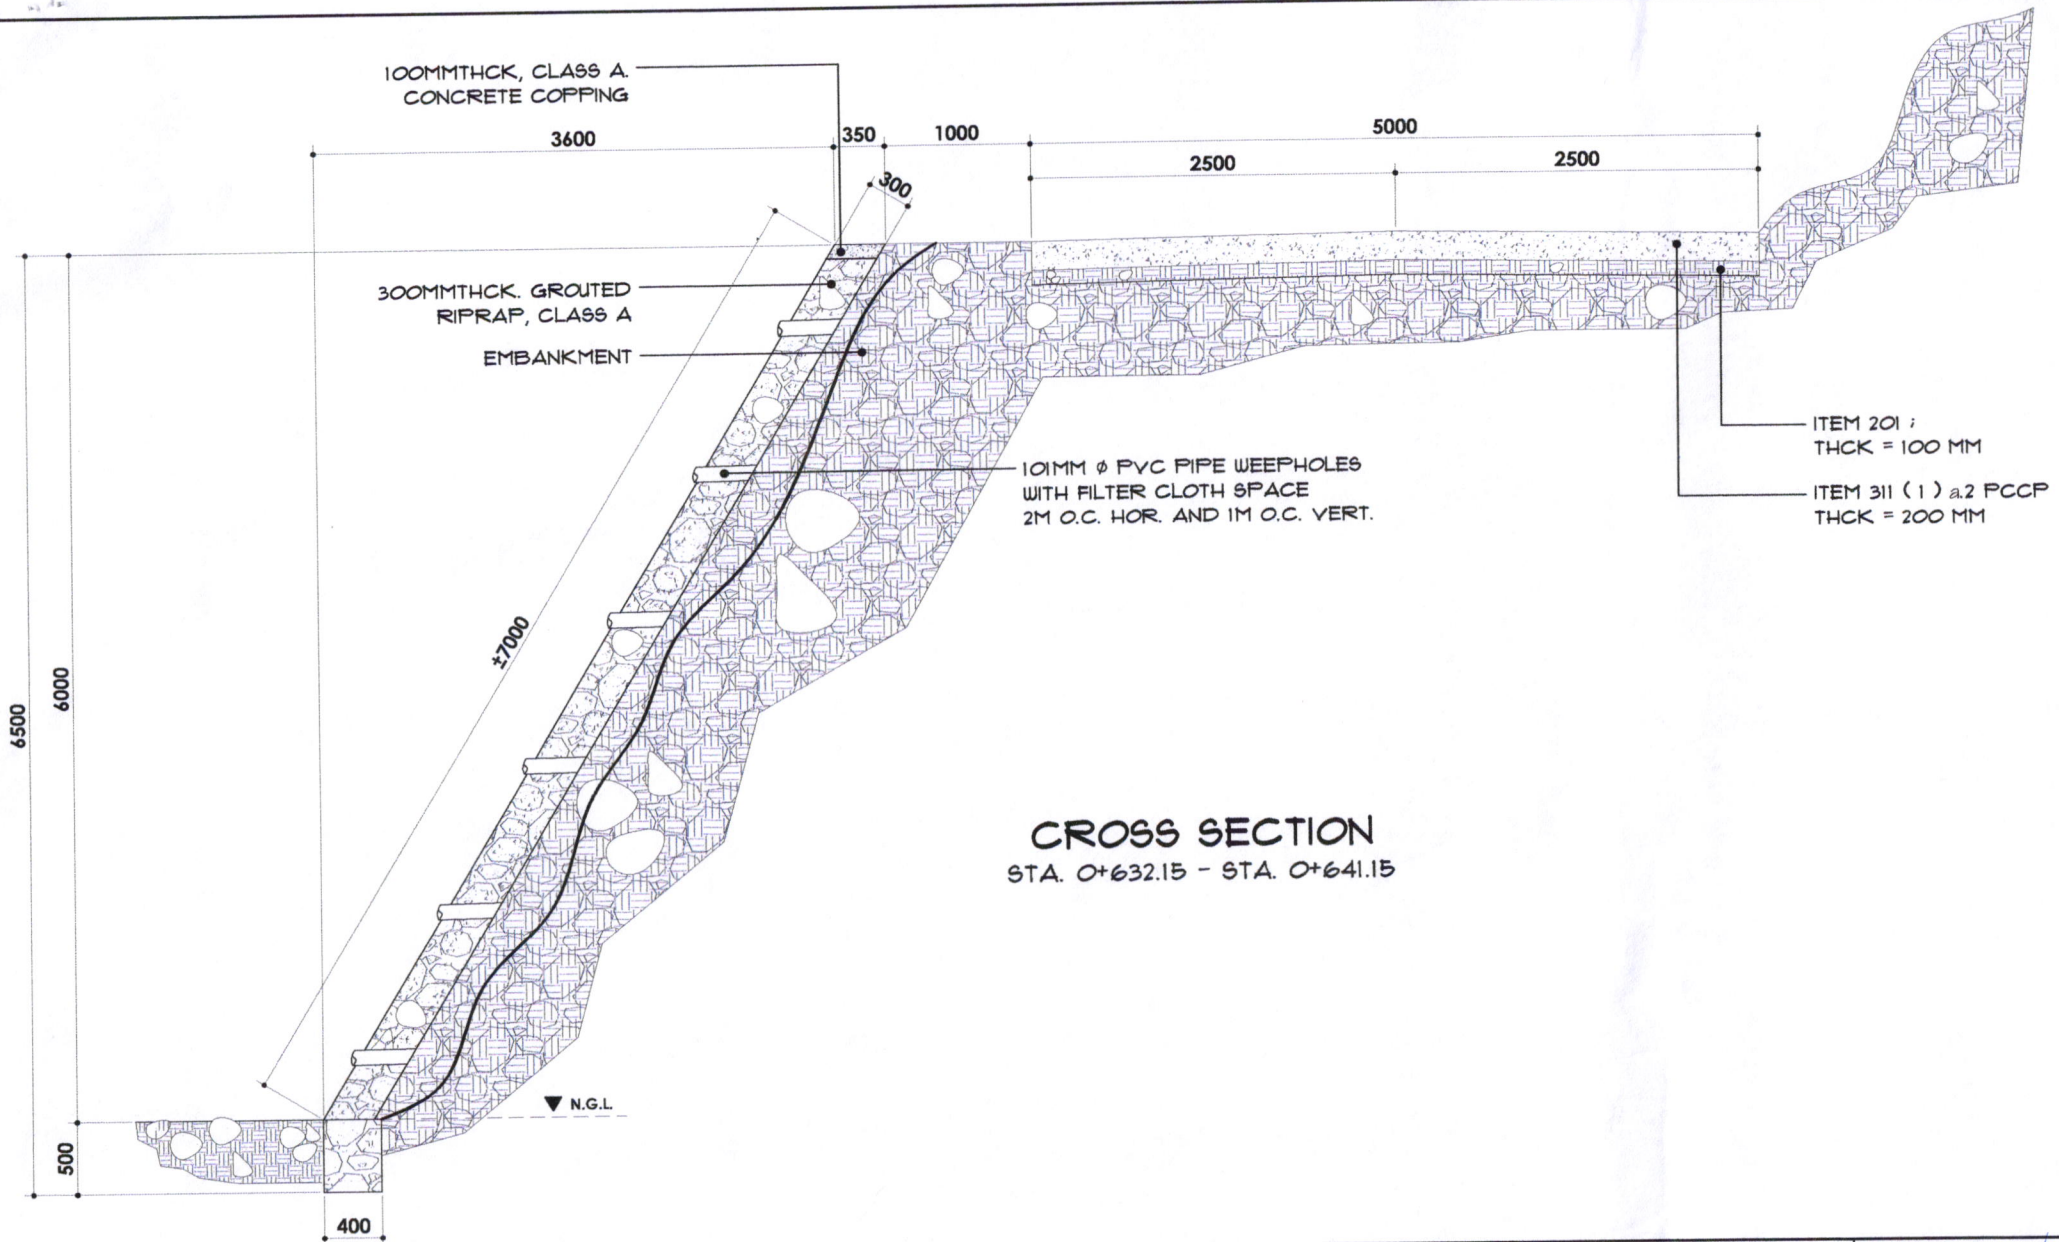 100MMTHCK, CLASS A.
CONCRETE COPPING
3600
350
1000
5000
2500
2500
300
300MMTHCK. GROUTED
RIPRAP, CLASS A
EMBANKMENT
ITEM 201 ;
THCK = 100 MM
101MM Ø PVC PIPE WEEPHOLES
WITH FILTER CLOTH SPACE
2M O.C. HOR. AND 1M O.C. VERT.
ITEM 311 ( 1 ) a.2 PCCP
THCK = 200 MM
±7000
6500
6000
CROSS SECTION
STA. 0+632.15 - STA. 0+641.15
N.G.L.
500
400